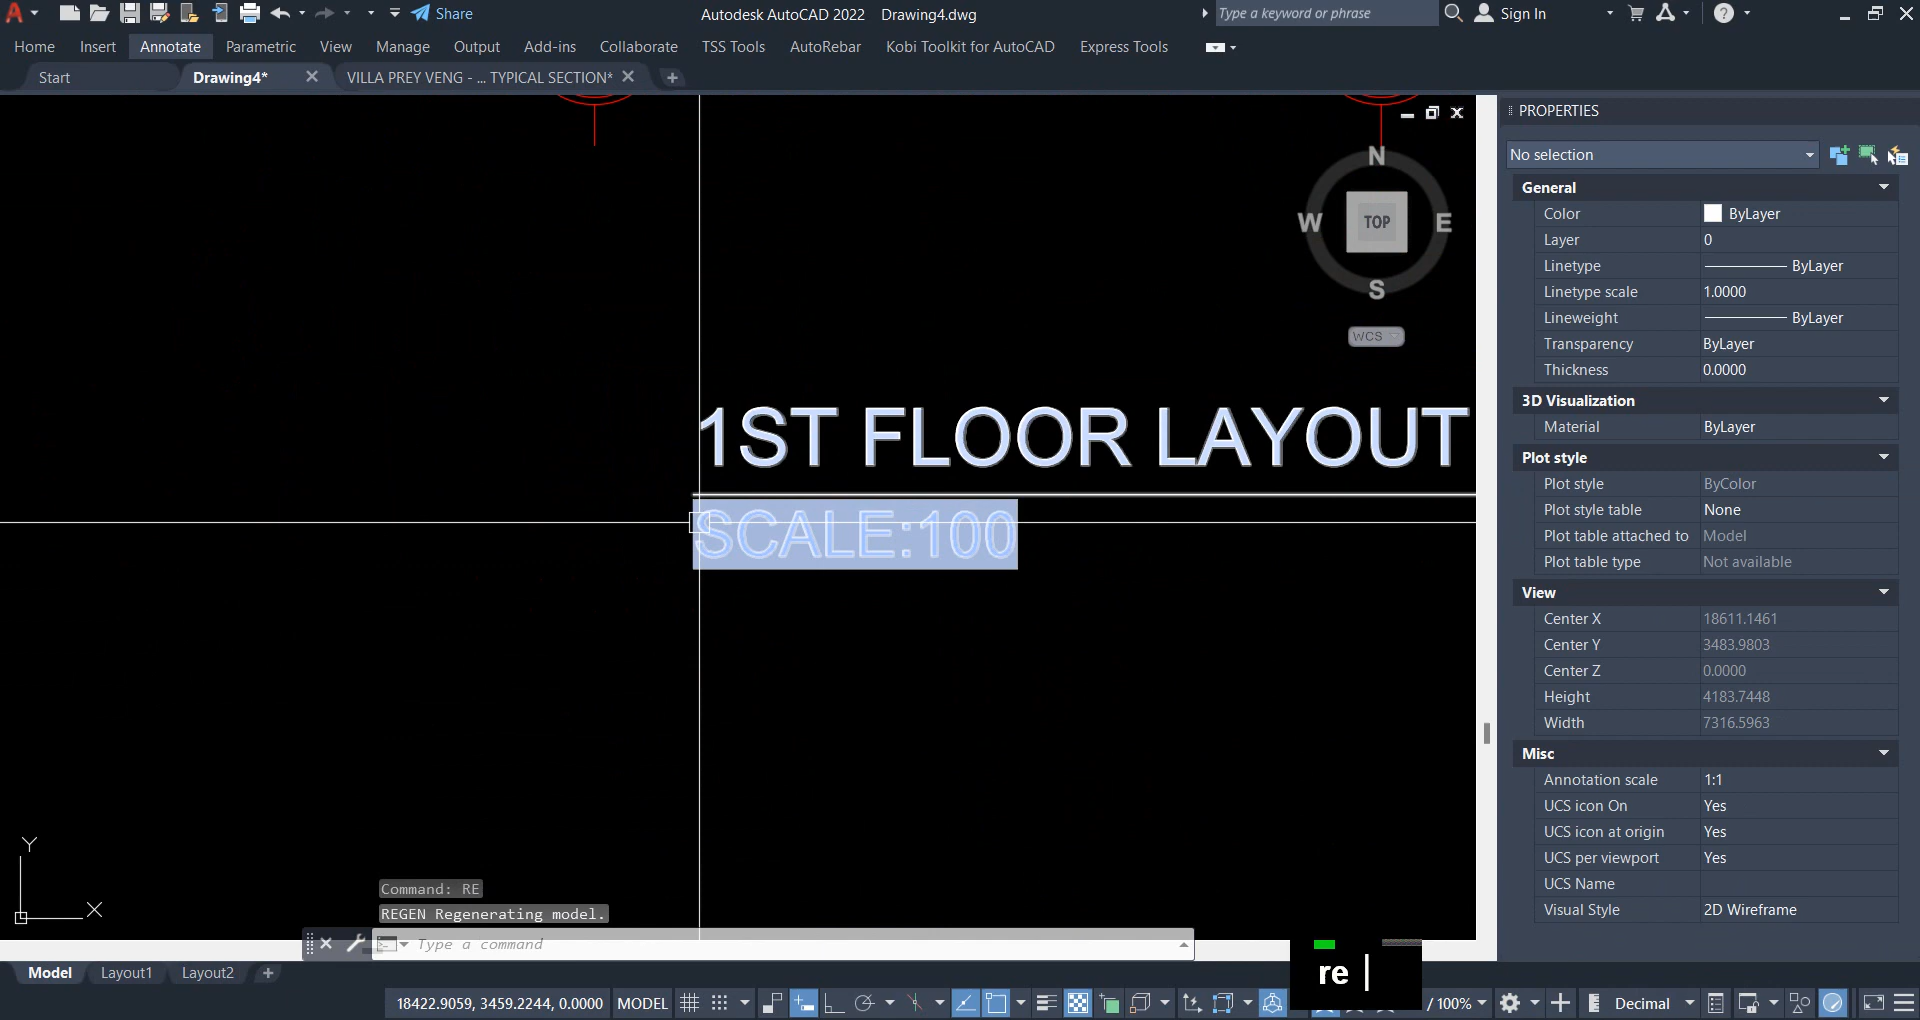 Share
Autodesk AutoCAD 2022 Drawing4.dwg
Type a keyword or phrase
Sign In
Home Insert Annotate Parametric View Manage Output Add-ins Collaborate TSS Tools AutoRebar Kobi Toolkit for AutoCAD Express Tools
Start Drawing4* VILLA PREY VENG - ... TYPICAL SECTION*
N
W TOP E
S
WCS
1ST FLOOR LAYOUT
SCALE:100
Y
X
Command: RE
REGEN Regenerating model.
Type a command
re
PROPERTIES
No selection
General
Color ByLayer
Layer 0
Linetype ByLayer
Linetype scale 1.0000
Lineweight ByLayer
Transparency ByLayer
Thickness 0.0000
3D Visualization
Material ByLayer
Plot style
Plot style ByColor
Plot style table None
Plot table attached to Model
Plot table type Not available
View
Center X 18611.1461
Center Y 3483.9803
Center Z 0.0000
Height 4183.7448
Width 7316.5963
Misc
Annotation scale 1:1
UCS icon On Yes
UCS icon at origin Yes
UCS per viewport Yes
UCS Name
Visual Style 2D Wireframe
Model Layout1 Layout2
18422.9059, 3459.2244, 0.0000 MODEL / 100% Decimal